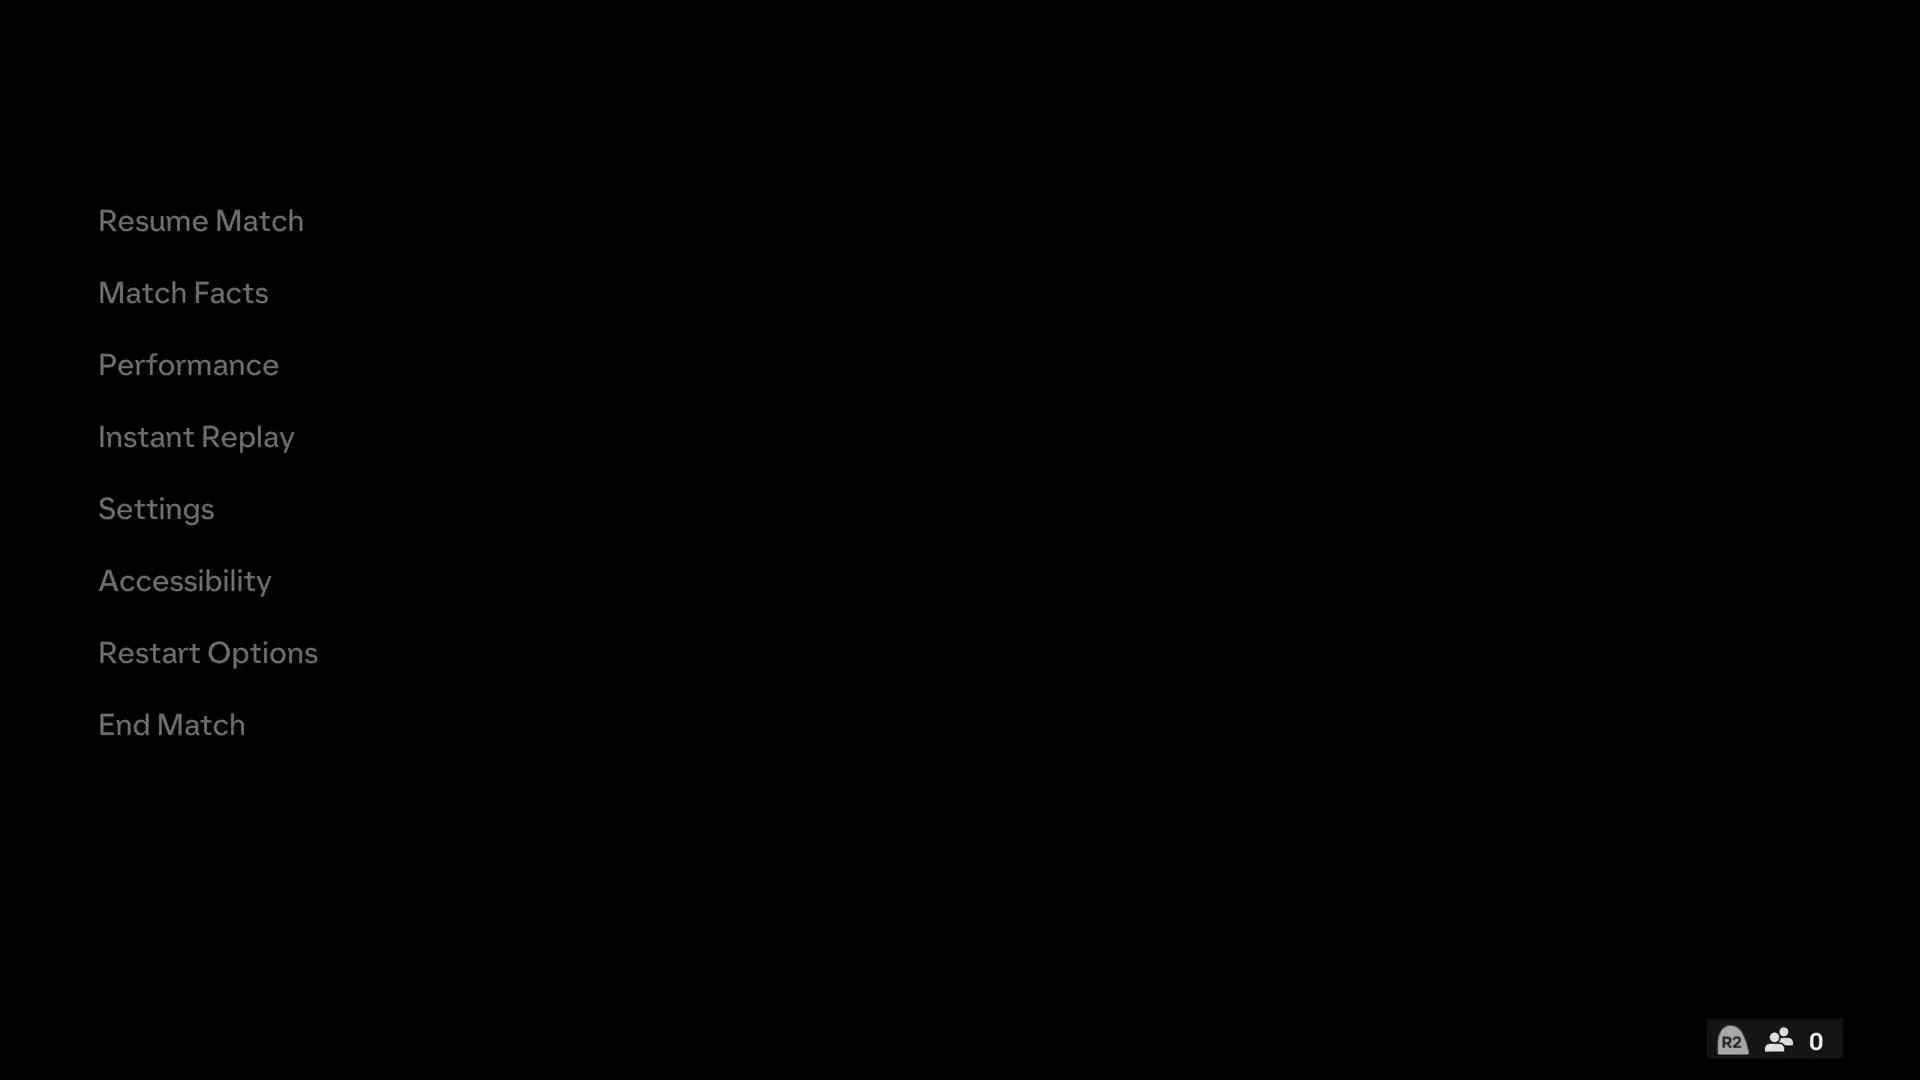 Resume Match
Match Facts
Performance
Instant Replay
Settings
Accessibility
Restart Options
End Match
R2 0